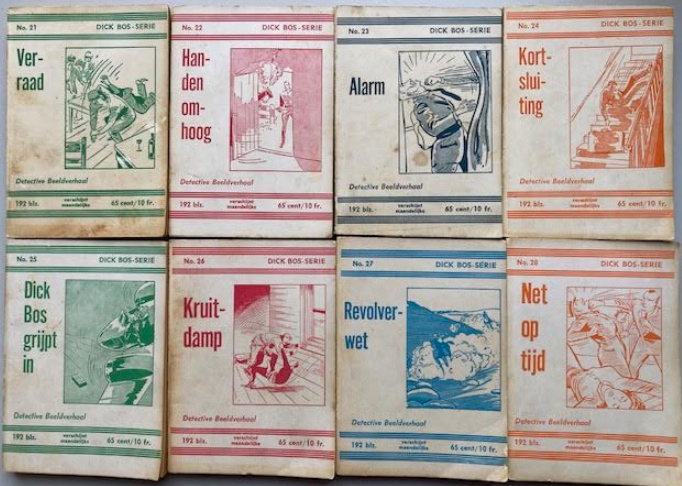 No. 21 DICK BOS-SERIE
Ver-
raad
Detective Beeldverhaal
192 blz. verschijnt maandelijks 65 cent/10 fr.
No. 22 DICK BOS-SERIE
Han-
den
om-
hoog
Detective Beeldverhaal
192 blz. verschijnt maandelijks 65 cent/10 fr.
No. 23 DICK BOS-SERIE
Alarm
Detective Beeldverhaal
192 blz. verschijnt maandelijks 65 cent/10 fr.
No. 24 DICK BOS-SERIE
Kort-
slui-
ting
Detective Beeldverhaal
192 blz. verschijnt maandelijks 65 cent/10 fr.
No. 25 DICK BOS-SERIE
Dick
Bos
grijpt
in
Detective Beeldverhaal
192 blz. verschijnt maandelijks 65 cent/10 fr.
No. 26 DICK BOS-SERIE
Kruit-
damp
Detective Beeldverhaal
192 blz. verschijnt maandelijks 65 cent/10 fr.
No. 27 DICK BOS-SERIE
Revolver-
wet
Detective Beeldverhaal
192 blz. verschijnt maandelijks 65 cent/10 fr.
No. 28 DICK BOS-SERIE
Net
op
tijd
Detective Beeldverhaal
192 blz. verschijnt maandelijks 65 cent/10 fr.